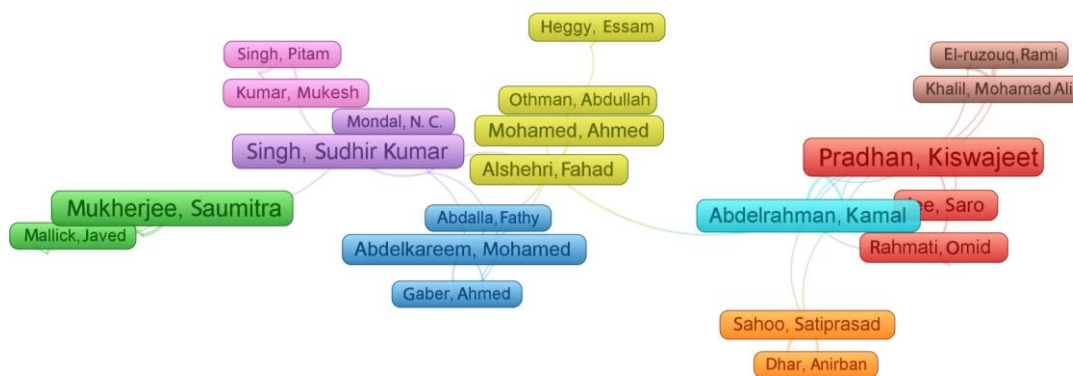 Heggy, Essam
Singh, Pitam
El-ruzouq,Rami
Kumar, Mukesh
Khalil, Mohamad Ali
Othman, Abdullah
Mondal, N. C.
Mohamed, Ahmed
Singh, Sudhir Kumar
Pradhan, Kiswajeet
Alshehri, Fahad
Mukherjee, Saumitra
Abdelrahman, Kamal
Saro
Abdalla, Fathy
Mallick,Javed
Abdelkareem, Mohamed
Rahmati, Omid
Gaber, Ahmed
Sahoo, Satiprasad
Dhar, Anirban